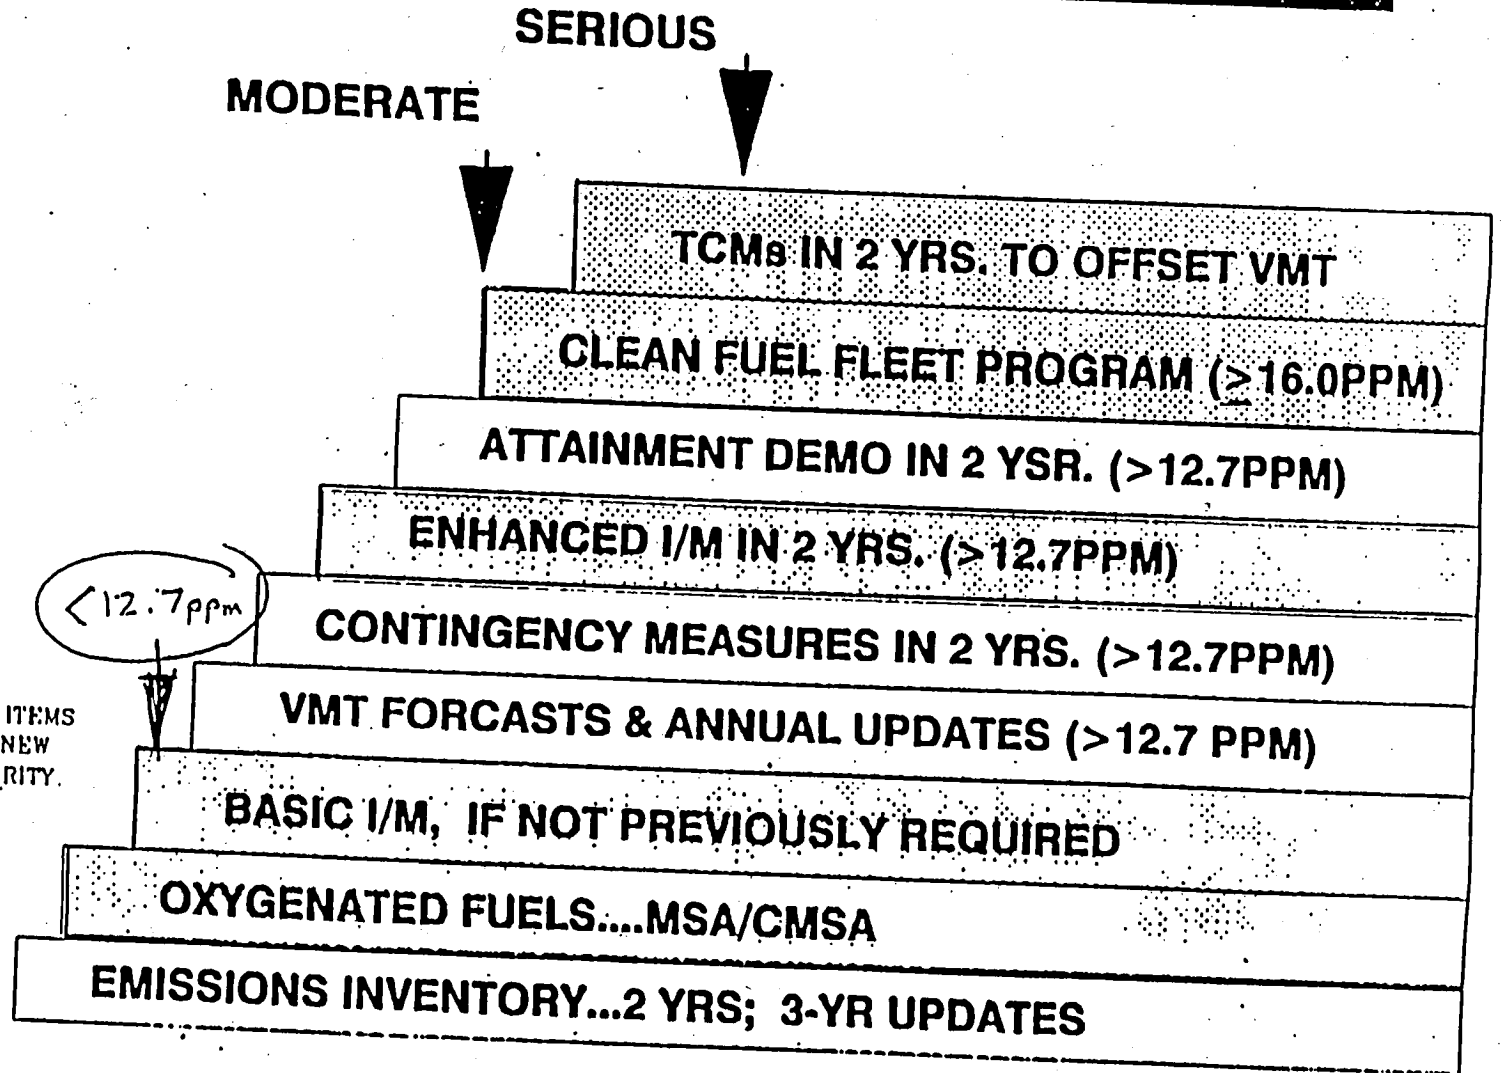 SERIOUS
MODERATE
TCMs IN 2 YRS. TO OFFSET VMT
CLEAN FUEL FLEET PROGRAM (≥16.0PPM)
ATTAINMENT DEMO IN 2 YSR. (>12.7PPM)
ENHANCED I/M IN 2 YRS. (>12.7PPM)
<12.7ppm
CONTINGENCY MEASURES IN 2 YRS. (>12.7PPM)
VMT FORCASTS & ANNUAL UPDATES (>12.7 PPM)
ITEMS
NEW
RITY.
BASIC I/M, IF NOT PREVIOUSLY REQUIRED
OXYGENATED FUELS....MSA/CMSA
EMISSIONS INVENTORY...2 YRS; 3-YR UPDATES